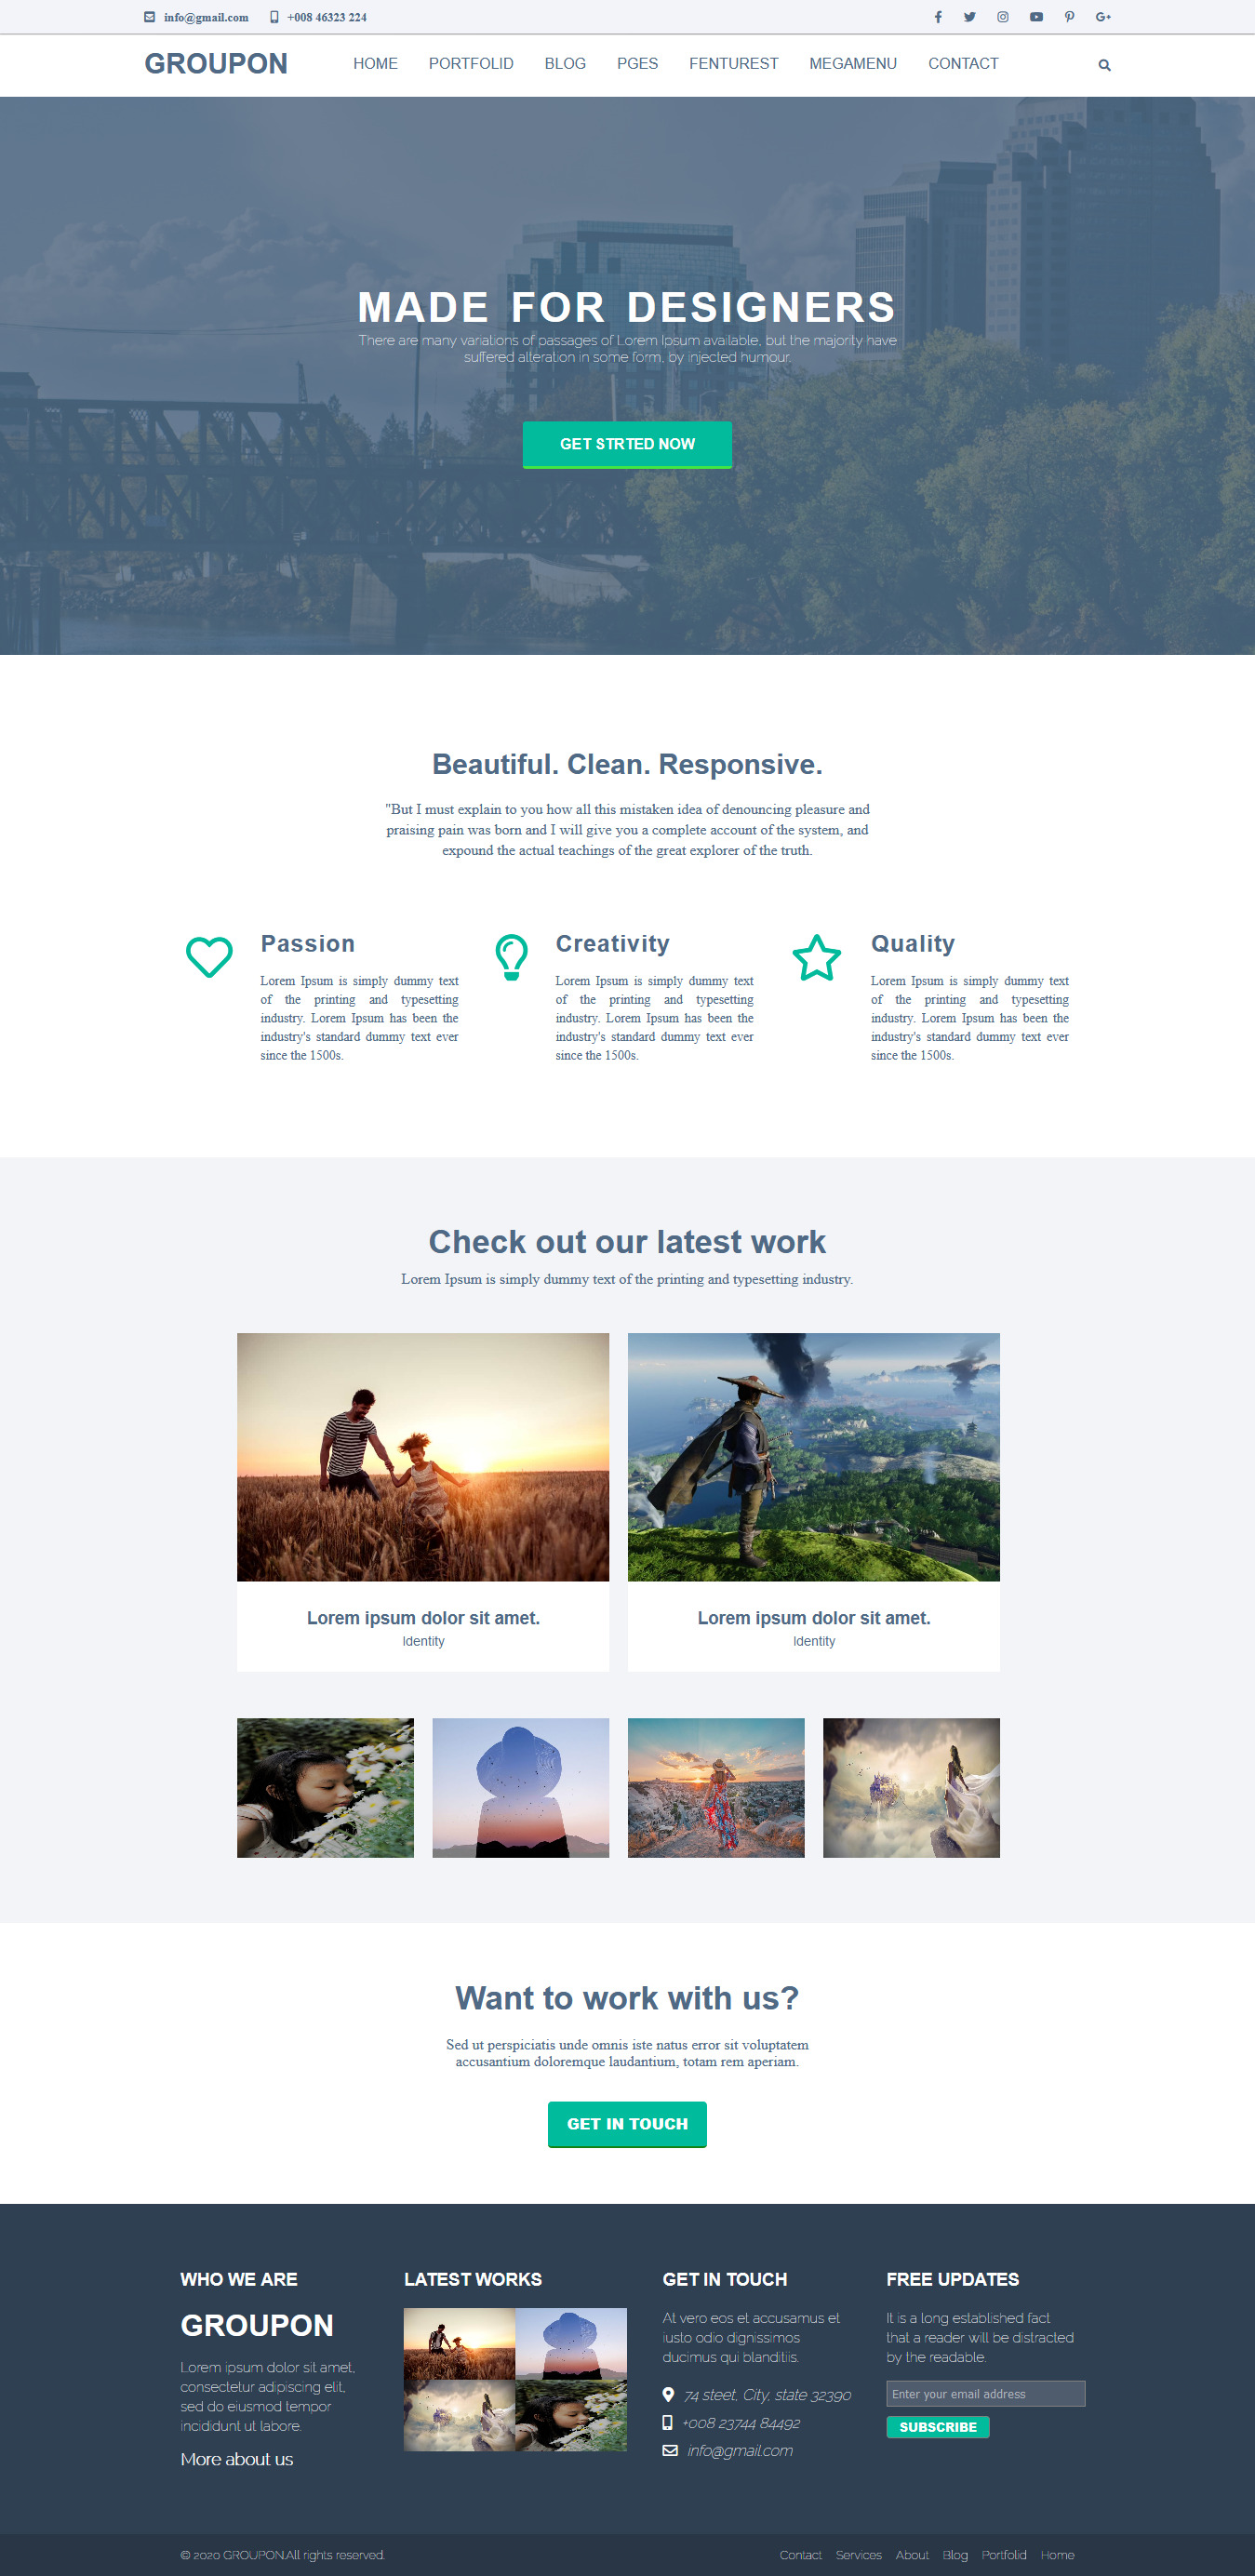 info@gmail.com +008 46323 224
GROUPON HOME PORTFOLID BLOG PGES FENTUREST MEGAMENU CONTACT
MADE FOR DESIGNERS
There are many variations of passages of Lorem Ipsum available, but the majority have
suffered alteration in some form, by injected humour.
GET STRTED NOW
Beautiful. Clean. Responsive.
"But I must explain to you how all this mistaken idea of denouncing pleasure and
praising pain was born and I will give you a complete account of the system, and
expound the actual teachings of the great explorer of the truth.
Passion
Lorem Ipsum is simply dummy text
of the printing and typesetting
industry. Lorem Ipsum has been the
industry's standard dummy text ever
since the 1500s.
Creativity
Lorem Ipsum is simply dummy text
of the printing and typesetting
industry. Lorem Ipsum has been the
industry's standard dummy text ever
since the 1500s.
Quality
Lorem Ipsum is simply dummy text
of the printing and typesetting
industry. Lorem Ipsum has been the
industry's standard dummy text ever
since the 1500s.
Check out our latest work
Lorem Ipsum is simply dummy text of the printing and typesetting industry.
Lorem ipsum dolor sit amet.
Identity
Lorem ipsum dolor sit amet.
Identity
Want to work with us?
Sed ut perspiciatis unde omnis iste natus error sit voluptatem
accusantium doloremque laudantium, totam rem aperiam.
GET IN TOUCH
WHO WE ARE
GROUPON
Lorem ipsum dolor sit amet,
consectetur adipiscing elit,
sed do eiusmod tempor
incididunt ut labore.
More about us
LATEST WORKS
GET IN TOUCH
At vero eos et accusamus et
iusto odio dignissimos
ducimus qui blanditiis.
74 steet, City, state 32390
+008 23744 84492
info@gmail.com
FREE UPDATES
It is a long established fact
that a reader will be distracted
by the readable.
Enter your email address
SUBSCRIBE
© 2020 GROUPON.All rights reserved.
Contact Services About Blog Portfolid Home